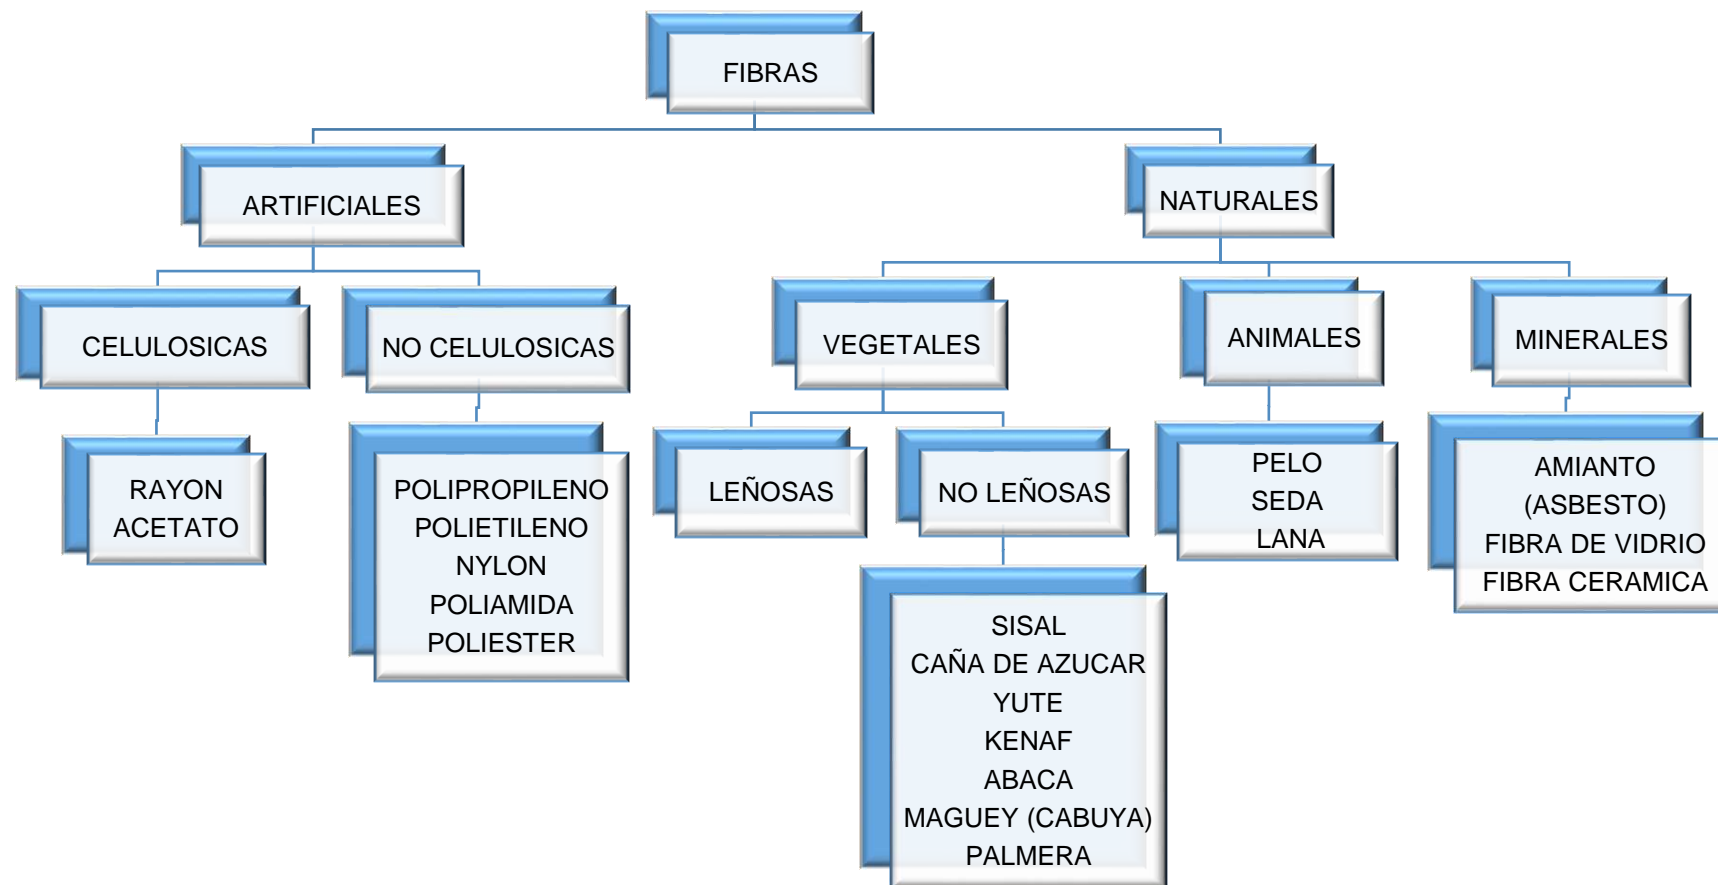 FIBRAS
ARTIFICIALES
NATURALES
CELULOSICAS
NO CELULOSICAS
VEGETALES
ANIMALES
MINERALES
RAYON
ACETATO
POLIPROPILENO
POLIETILENO
NYLON
POLIAMIDA
POLIESTER
LEÑOSAS
NO LEÑOSAS
SISAL
CAÑA DE AZUCAR
YUTE
KENAF
ABACA
MAGUEY (CABUYA)
PALMERA
PELO
SEDA
LANA
AMIANTO
(ASBESTO)
FIBRA DE VIDRIO
FIBRA CERAMICA